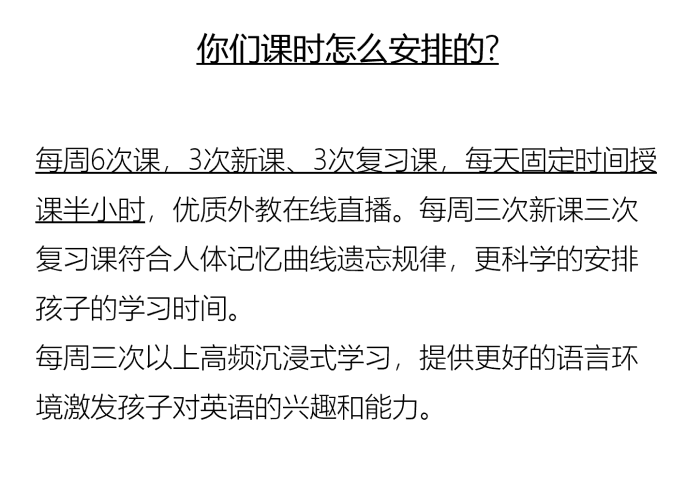 你们课时怎么安排的?
每周6次课，3次新课、3次复习课，每天固定时间授
课半小时，优质外教在线直播。每周三次新课三次
复习课符合人体记忆曲线遗忘规律，更科学的安排
孩子的学习时间。
每周三次以上高频沉浸式学习，提供更好的语言环
境激发孩子对英语的兴趣和能力。